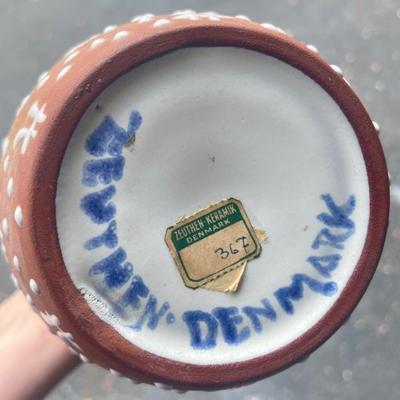 ZEUTHEN · DENMARK
ZEUTHEN-KERAMIK
DENMARK
367